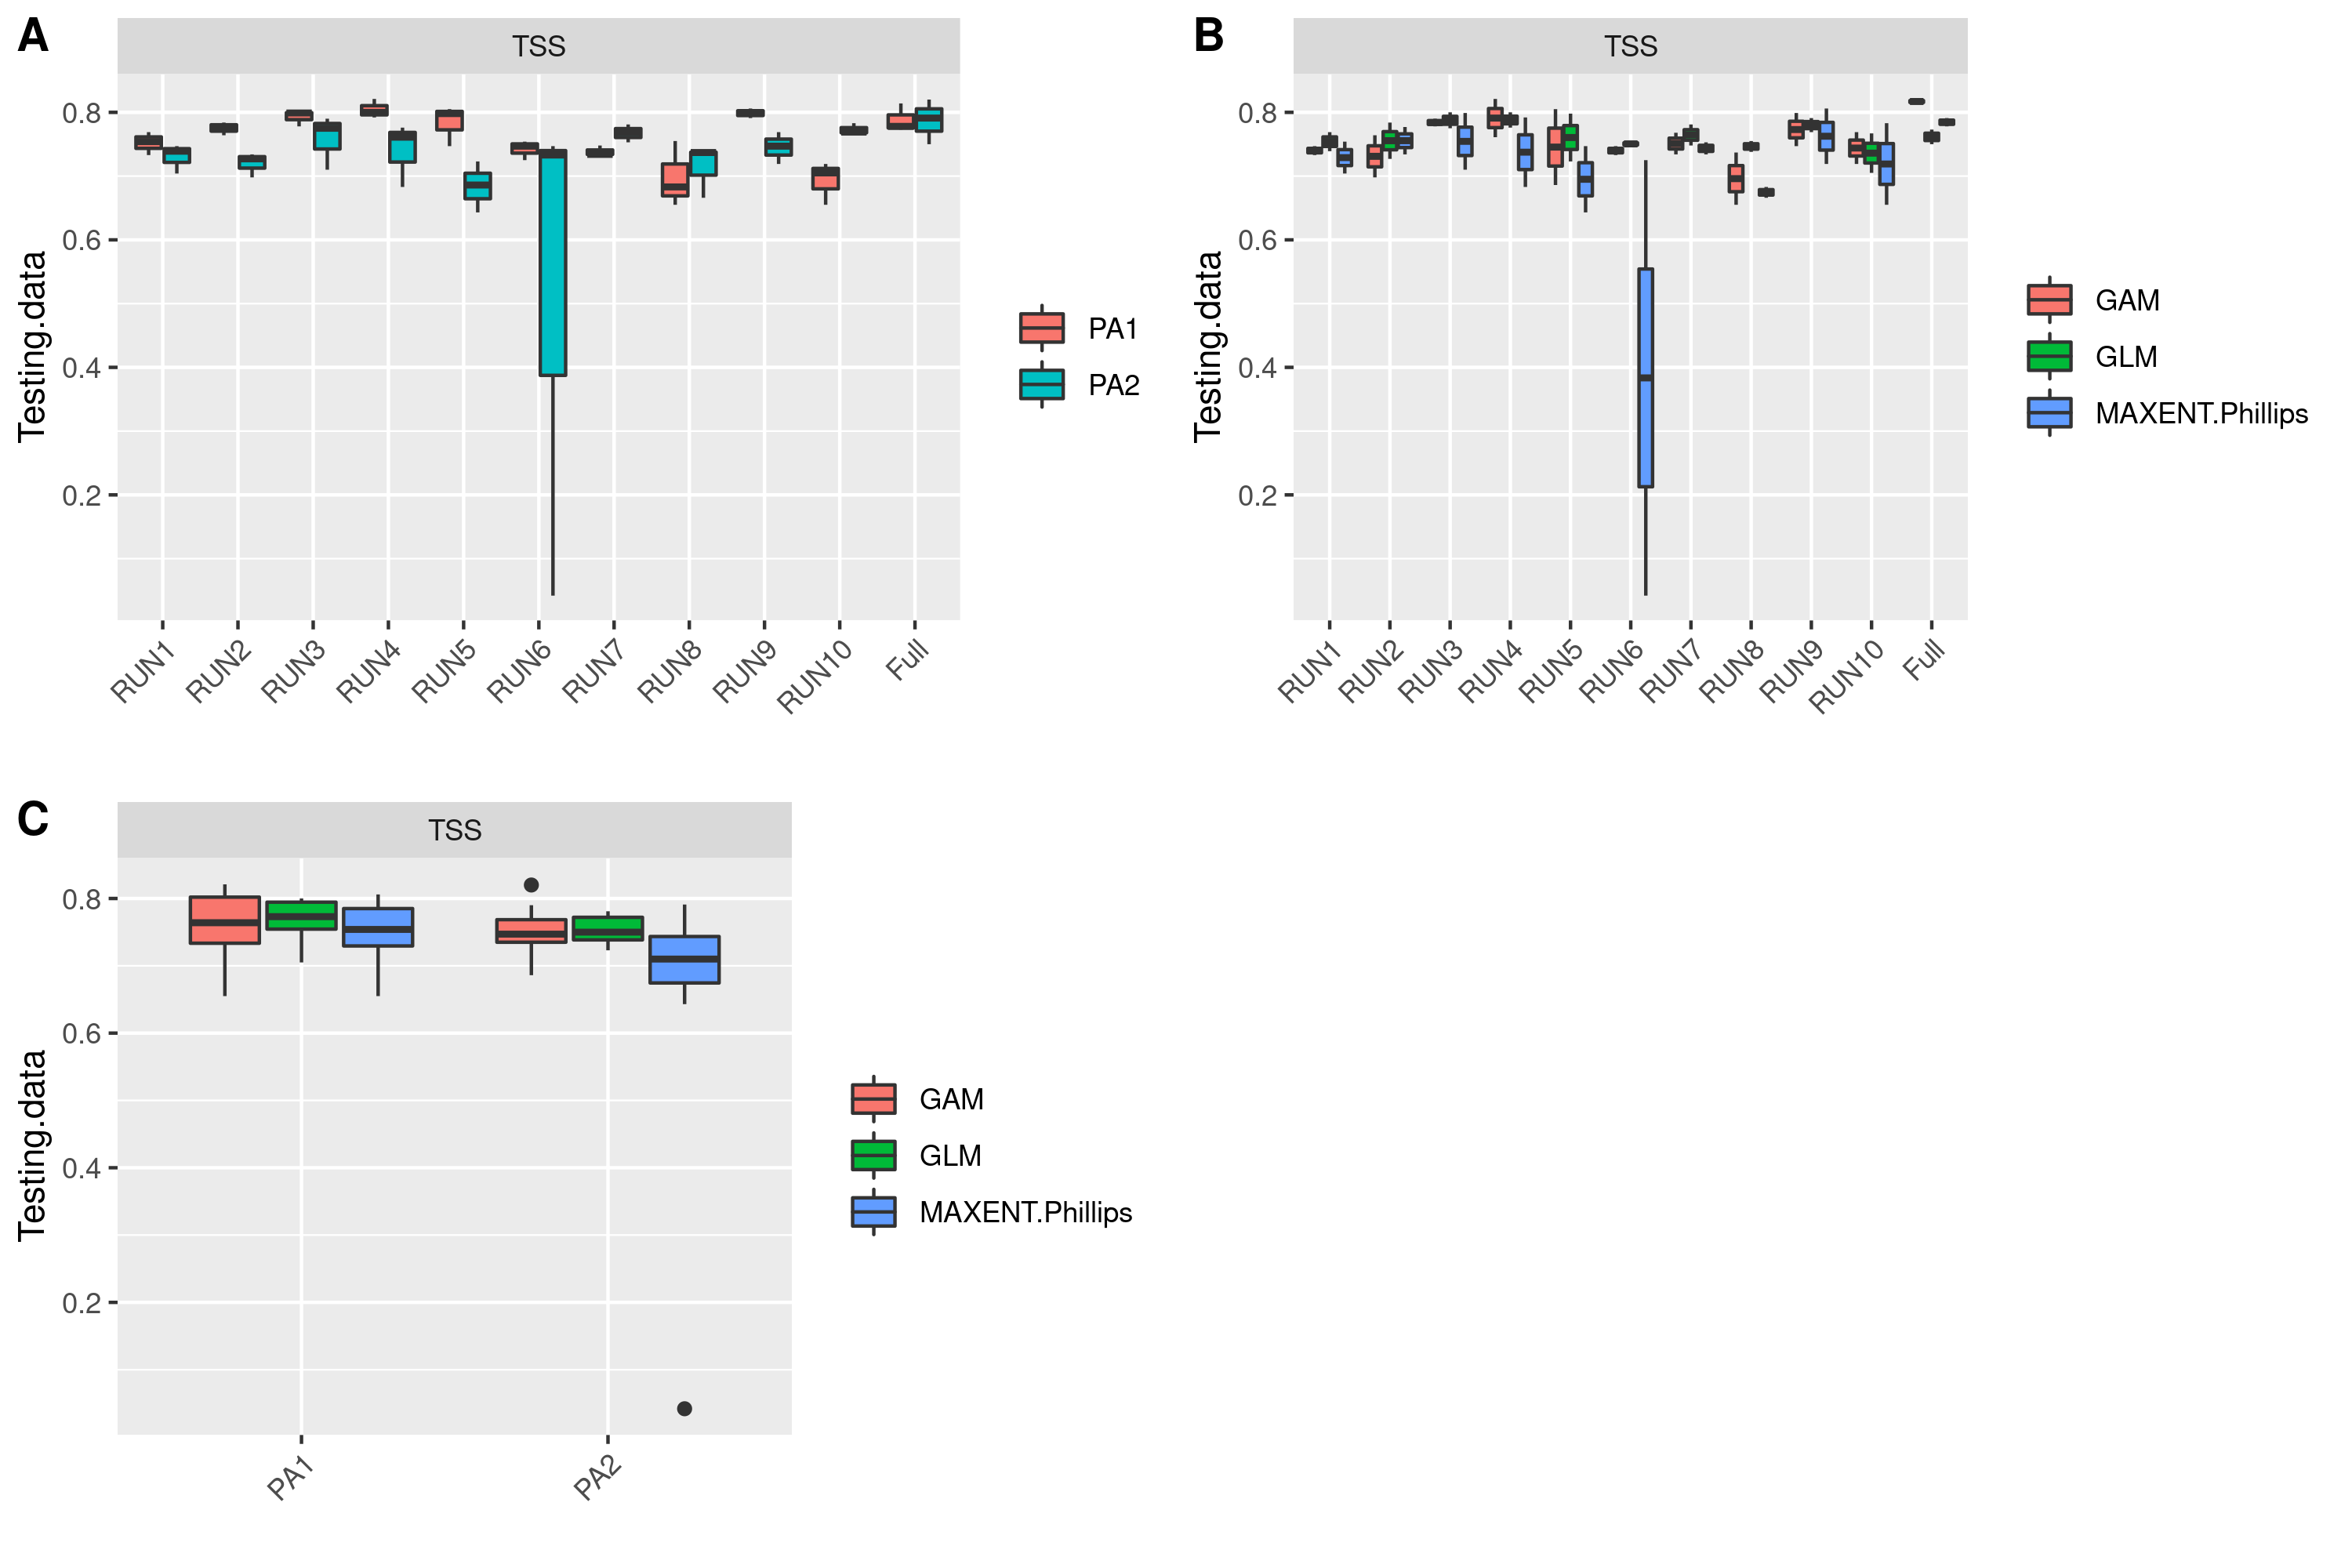 A
TSS
Testing.data
0.8
0.6
0.4
0.2
RUN1
RUN2
RUN3
RUN4
RUN5
RUN6
RUN7
RUN8
RUN9
RUN10
Full
PA1
PA2
B
TSS
Testing.data
0.8
0.6
0.4
0.2
RUN1
RUN2
RUN3
RUN4
RUN5
RUN6
RUN7
RUN8
RUN9
RUN10
Full
GAM
GLM
MAXENT.Phillips
C
TSS
Testing.data
0.8
0.6
0.4
0.2
PA1
PA2
GAM
GLM
MAXENT.Phillips